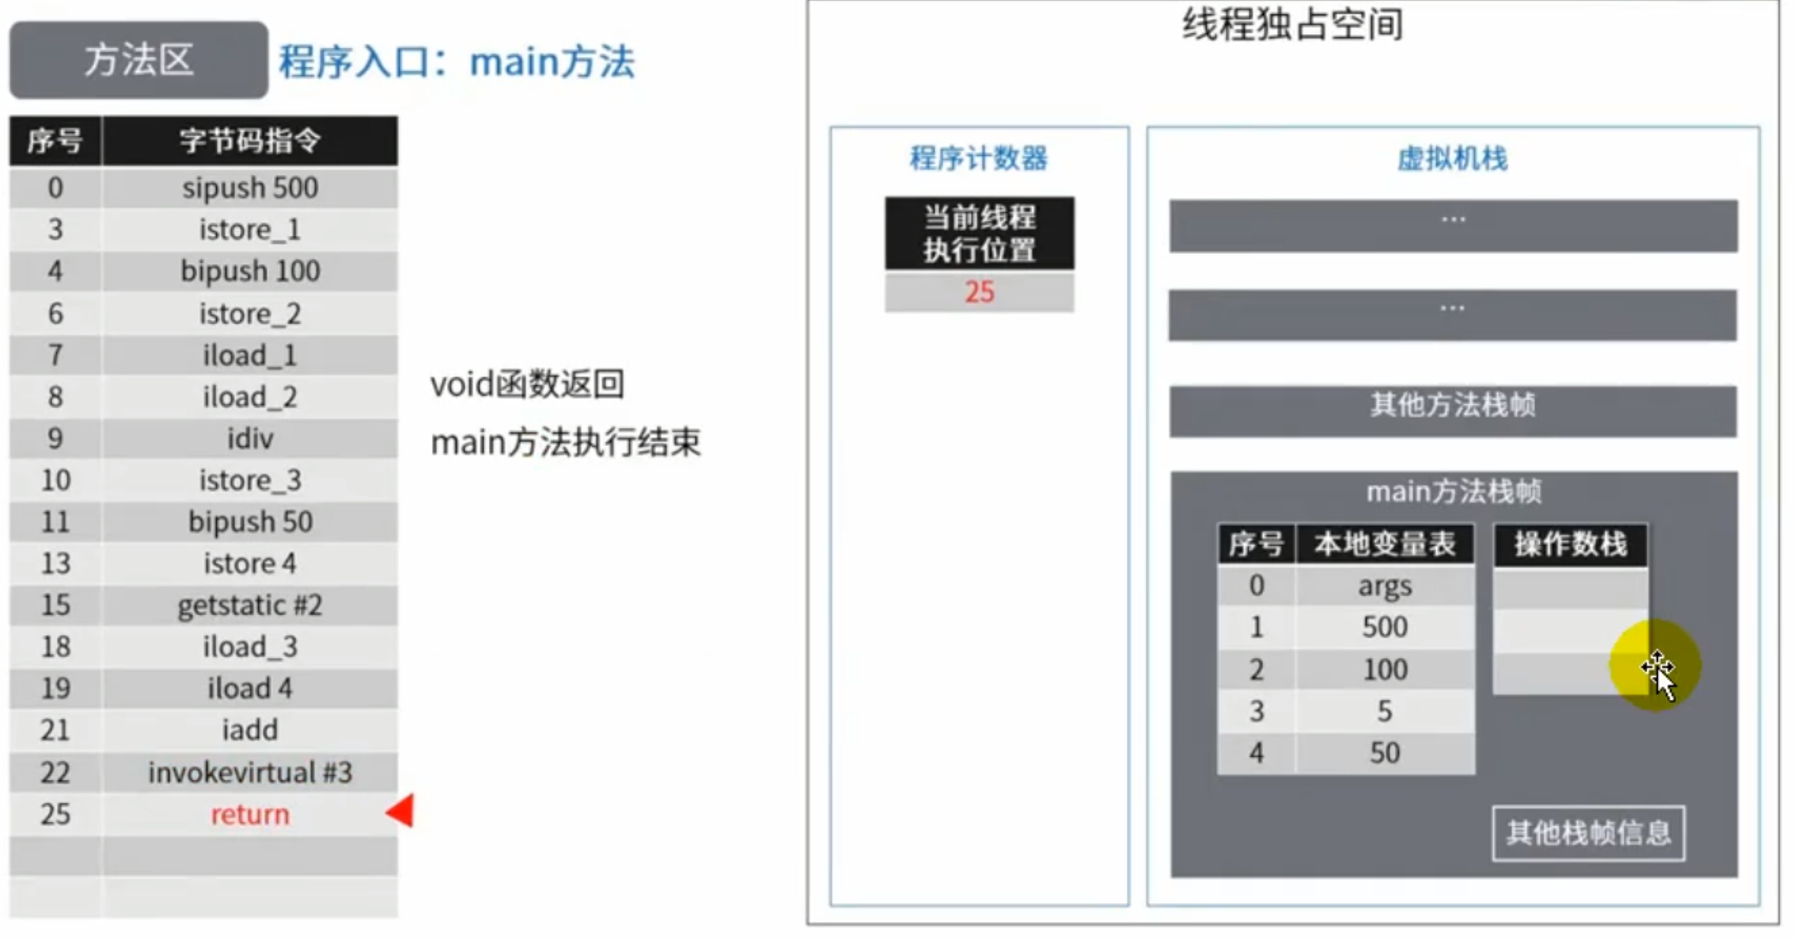 方法区 程序入口：main方法
序号 字节码指令
0 sipush 500
3 istore_1
4 bipush 100
6 istore_2
7 iload_1
8 iload_2
9 idiv
10 istore_3
11 bipush 50
13 istore 4
15 getstatic #2
18 iload_3
19 iload 4
21 iadd
22 invokevirtual #3
25 return
void函数返回
main方法执行结束
线程独占空间
程序计数器
当前线程
执行位置
25
虚拟机栈
...
...
其他方法栈帧
main方法栈帧
序号 本地变量表 操作数栈
0 args
1 500
2 100
3 5
4 50
其他栈帧信息